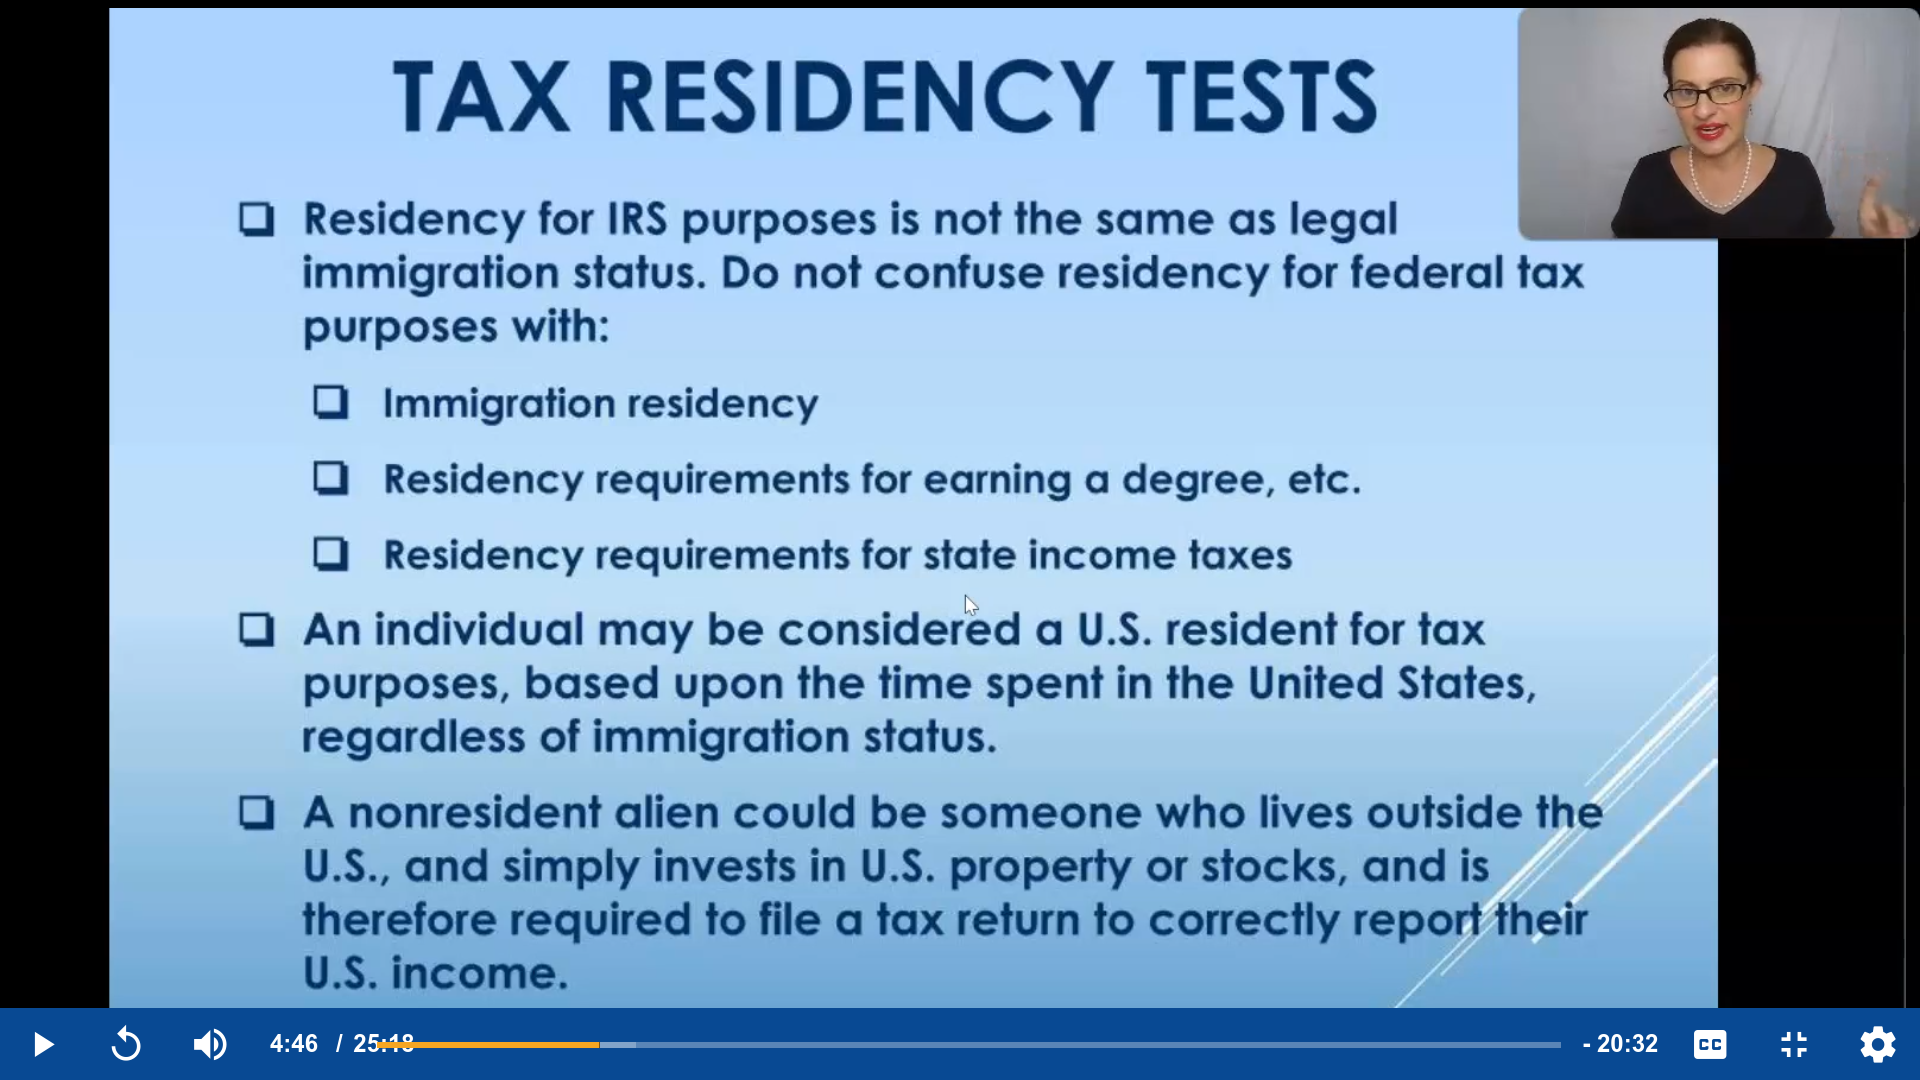 TAX RESIDENCY TESTS
Residency for IRS purposes is not the same as legal
immigration status. Do not confuse residency for federal tax
purposes with:
Immigration residency
Residency requirements for earning a degree, etc.
Residency requirements for state income taxes
An individual may be considered a U.S. resident for tax
purposes, based upon the time spent in the United States,
regardless of immigration status.
A nonresident alien could be someone who lives outside the
U.S., and simply invests in U.S. property or stocks, and is
therefore required to file a tax return to correctly report their
U.S. income.
4:46 / 25:18 - 20:32 CC